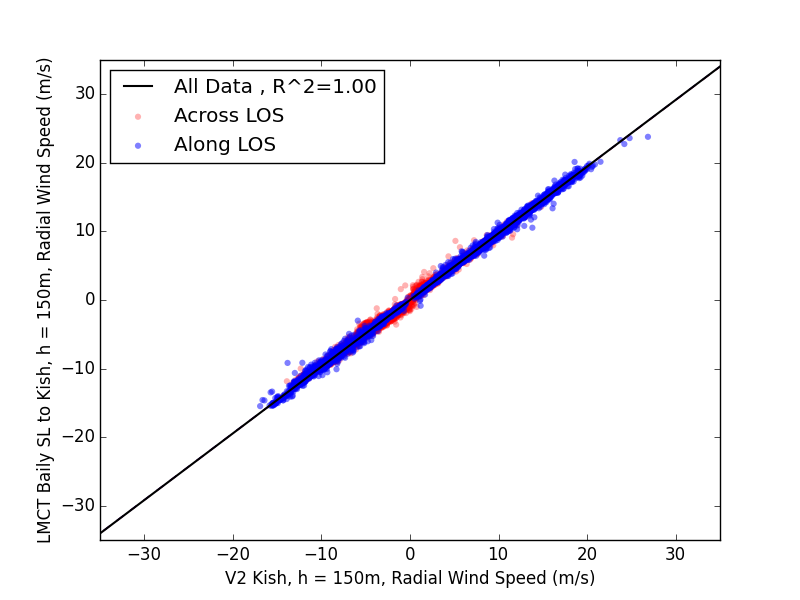 All Data , R^2=1.00
Across LOS
Along LOS
LMCT Baily SL to Kish, h = 150m, Radial Wind Speed (m/s)
30
20
10
0
−10
−20
−30
−30 −20 −10 0 10 20 30
V2 Kish, h = 150m, Radial Wind Speed (m/s)